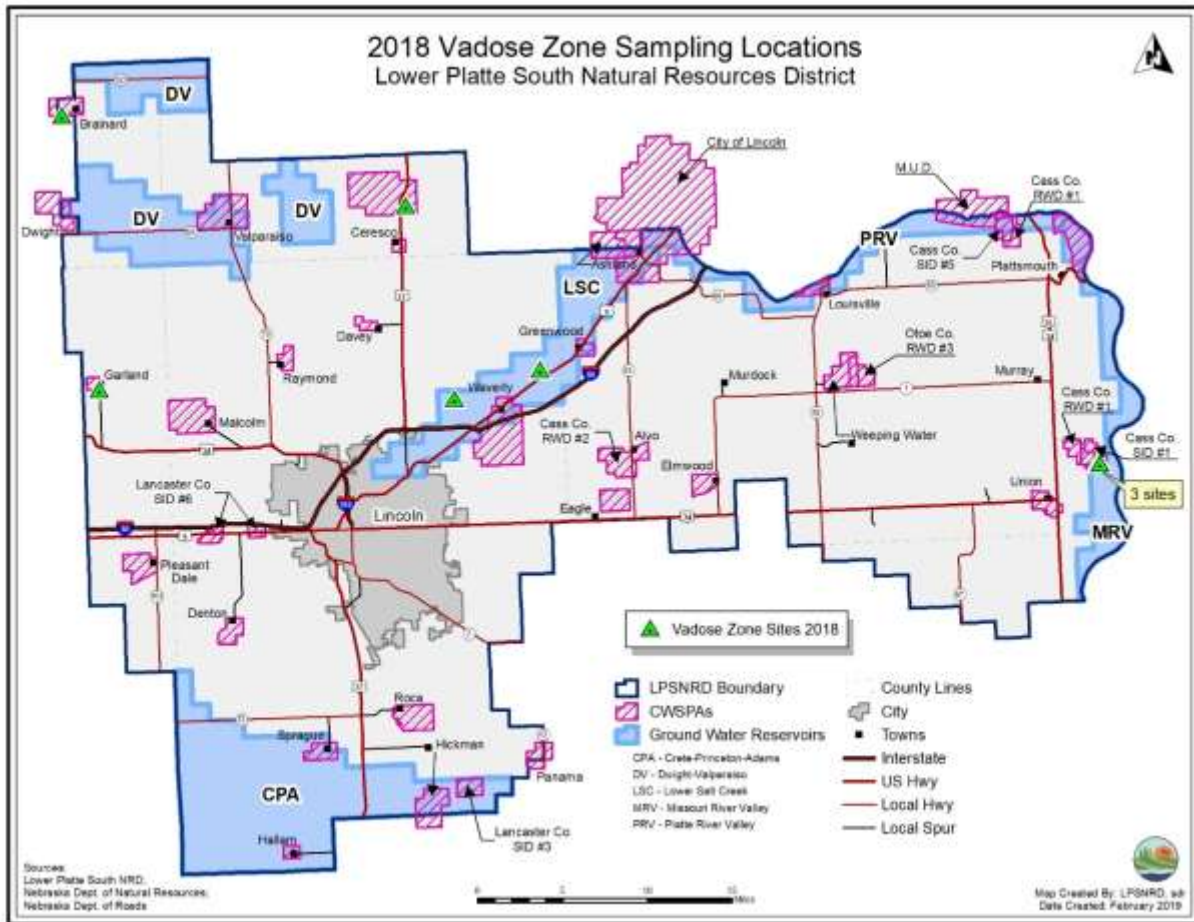 2018 Vadose Zone Sampling Locations
Lower Platte South Natural Resources District
N
DV
Brainard
City of Lincoln
M.U.D.
Cass Co.
RWD #1
DV
DV
Dwight
Valparaiso
Ceresco
PRV
Cass Co.
SID #5
Plattsmouth
Ashland
LSC
Louisville
Greenwood
Davey
Otoe Co.
RWD #3
Garland
Raymond
Waverly
Murdock
Murray
Malcolm
Cass Co.
RWD #2
Alvo
Weeping Water
Cass Co.
RWD #1
Cass Co.
SID #1
Lancaster Co
SID #6
Elmwood
Union
3 sites
Lincoln
Eagle
MRV
Pleasant
Dale
Denton
Vadose Zone Sites 2018
Roca
Hickman
Sprague
Panama
CPA
Hallam
Lancaster Co
SID #3
LPSNRD Boundary
CWSPAs
Ground Water Reservoirs
CPA - Crete-Princeton-Adams
DV - Dwight-Valparaiso
LSC - Lower Salt Creek
MRV - Missouri River Valley
PRV - Platte River Valley
County Lines
City
Towns
Interstate
US Hwy
Local Hwy
Local Spur
Sources:
Lower Platte South NRD,
Nebraska Dept. of Natural Resources,
Nebraska Dept. of Roads
0 5 10 15
Miles
Map Created By: LPSNRD, sdr
Date Created: February 2019